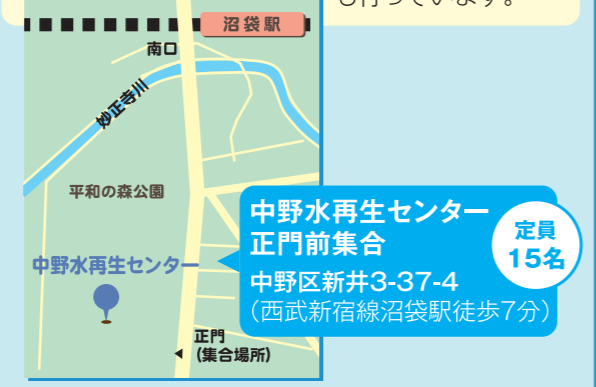 も行っています。
沼袋駅
南口
妙正寺川
平和の森公園
中野水再生センター
正門前集合
中野区新井3-37-4
(西武新宿線沼袋駅徒歩7分)
定員
15名
中野水再生センター
正門
(集合場所)